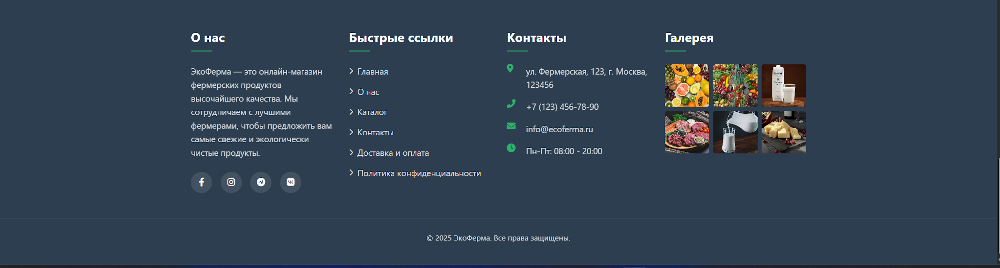 О нас
ЭкоФерма — это онлайн-магазин
фермерских продуктов
высочайшего качества. Мы
сотрудничаем с лучшими
фермерами, чтобы предложить вам
самые свежие и экологически
чистые продукты.
Быстрые ссылки
Главная
О нас
Каталог
Контакты
Доставка и оплата
Политика конфиденциальности
Контакты
ул. Фермерская, 123, г. Москва,
123456
+7 (123) 456-78-90
info@ecoferma.ru
Пн-Пт: 08:00 - 20:00
Галерея
© 2025 ЭкоФерма. Все права защищены.